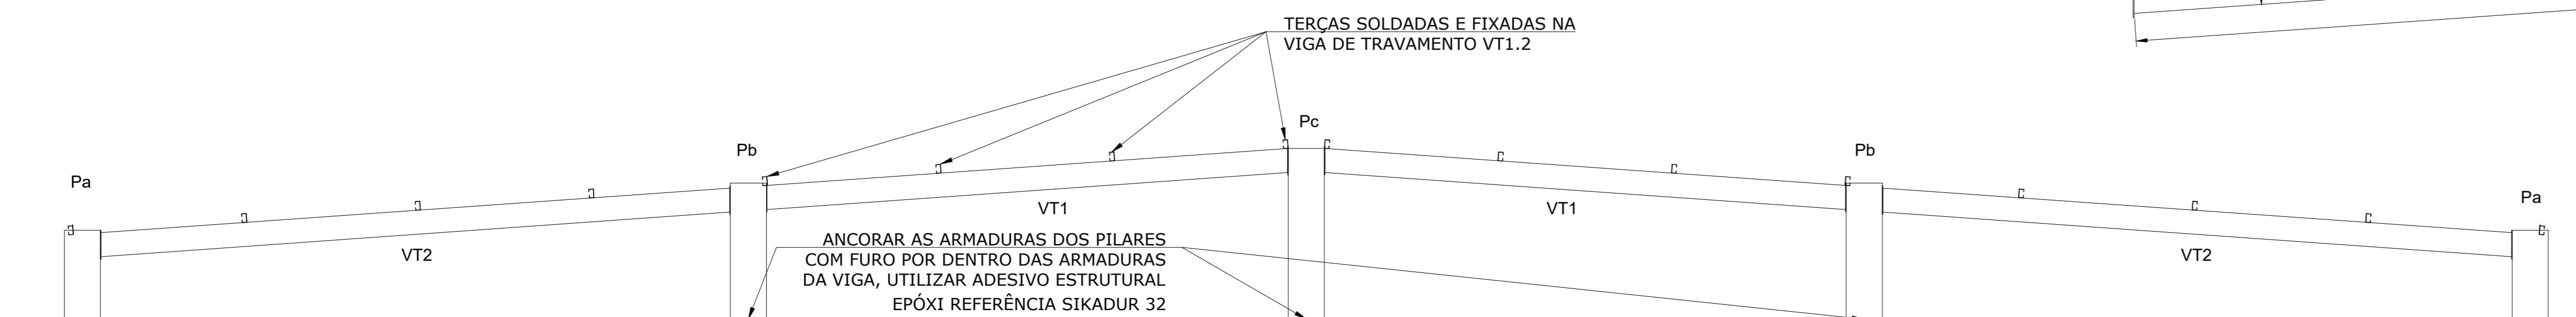 TERÇAS SOLDADAS E FIXADAS NA
VIGA DE TRAVAMENTO VT1.2
Pc
Pb
Pb
Pa
Pa
VT1
VT1
VT2
VT2
ANCORAR AS ARMADURAS DOS PILARES
COM FURO POR DENTRO DAS ARMADURAS
DA VIGA, UTILIZAR ADESIVO ESTRUTURAL
EPÓXI REFERÊNCIA SIKADUR 32